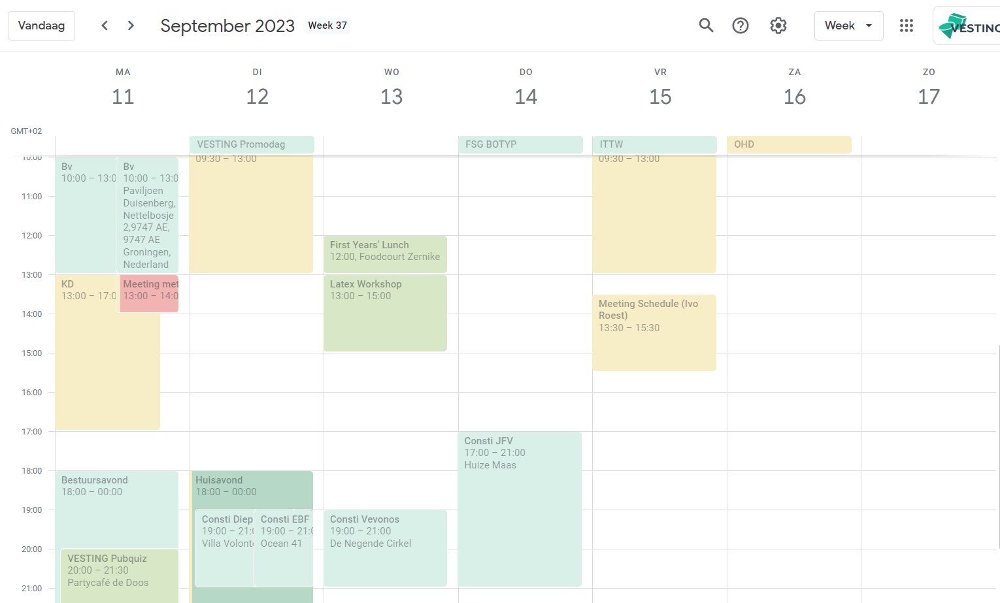 Vandaag
September 2023
Week 37
Week
VESTING
MA
DI
WO
DO
VR
ZA
ZO
11
12
13
14
15
16
17
GMT+02
VESTING Promodag
FSG BOTYP
ITTW
OHD
10:00
11:00
12:00
13:00
14:00
15:00
16:00
17:00
18:00
19:00
20:00
21:00
Bv
10:00 – 13:0
Bv
10:00 – 13:0
Paviljoen
Duisenberg,
Nettelbosje
2,9747 AE,
9747 AE
Groningen,
Nederland
KD
13:00 – 17:0
Meeting met
13:00 – 14:0
Bestuursavond
18:00 – 00:00
VESTING Pubquiz
20:00 – 21:30
Partycafé de Doos
09:30 – 13:00
Huisavond
18:00 – 00:00
Consti Diep
19:00 – 21:0
Villa Volonte
Consti EBF
19:00 – 21:0
Ocean 41
First Years' Lunch
12:00, Foodcourt Zernike
Latex Workshop
13:00 – 15:00
Consti Vevonos
19:00 – 21:00
De Negende Cirkel
Consti JFV
17:00 – 21:00
Huize Maas
09:30 – 13:00
Meeting Schedule (Ivo
Roest)
13:30 – 15:30